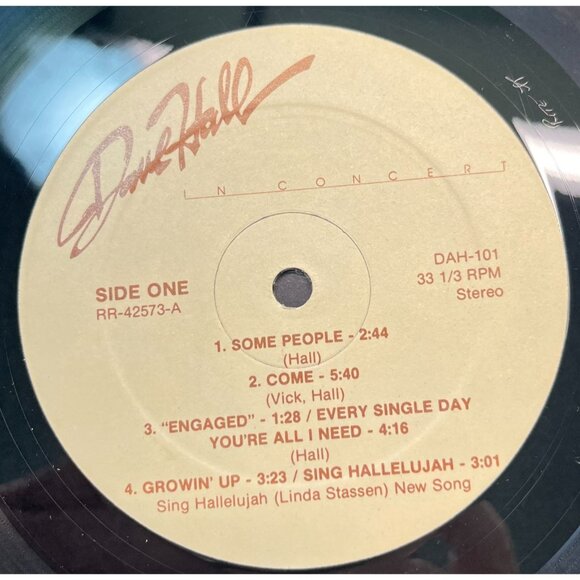 Dave Hall
IN CONCERT
SIDE ONE
RR-42573-A
DAH-101
33 1/3 RPM
Stereo
1. SOME PEOPLE - 2:44
(Hall)
2. COME - 5:40
(Vick, Hall)
3. “ENGAGED” - 1:28 / EVERY SINGLE DAY
YOU'RE ALL I NEED - 4:16
(Hall)
4. GROWIN' UP - 3:23 / SING HALLELUJAH - 3:01
Sing Hallelujah (Linda Stassen) New Song